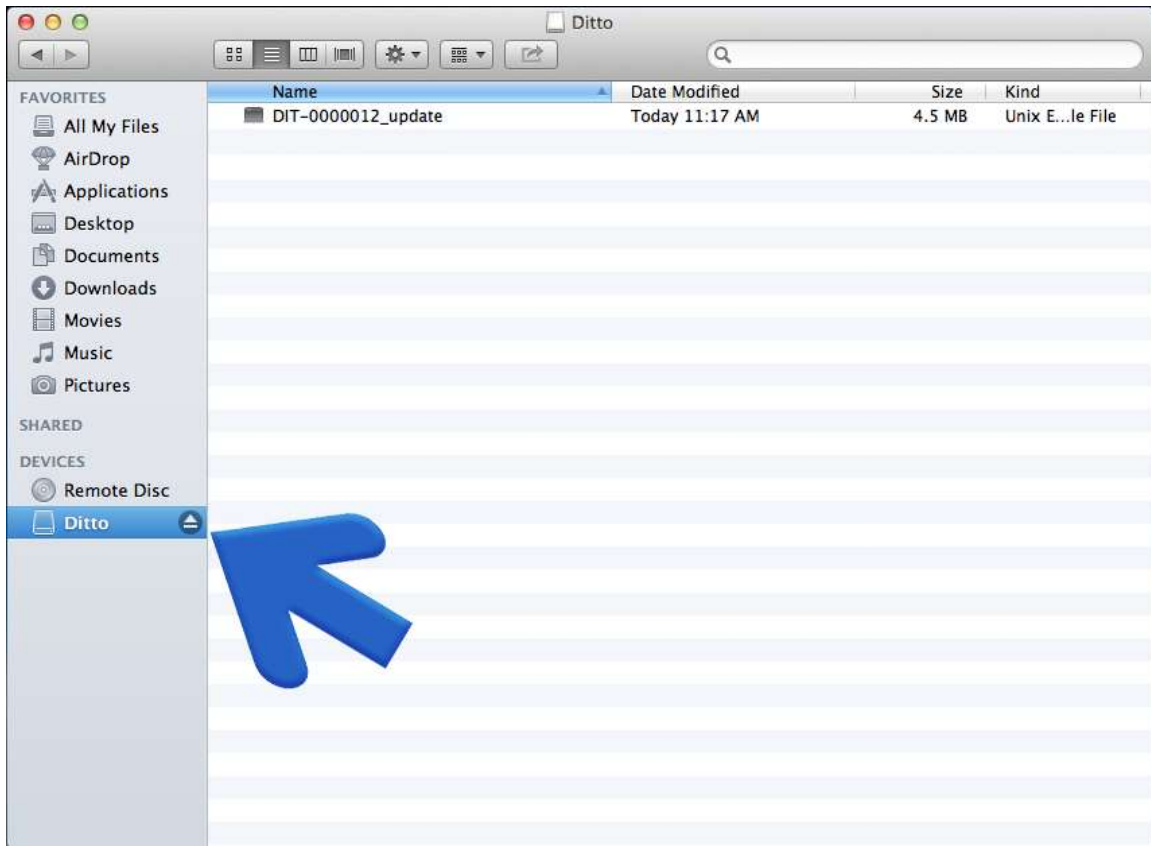 Ditto
FAVORITES
All My Files
AirDrop
Applications
Desktop
Documents
Downloads
Movies
Music
Pictures
SHARED
DEVICES
Remote Disc
Ditto
Name Date Modified Size Kind
DIT-0000012_update Today 11:17 AM 4.5 MB Unix E...le File